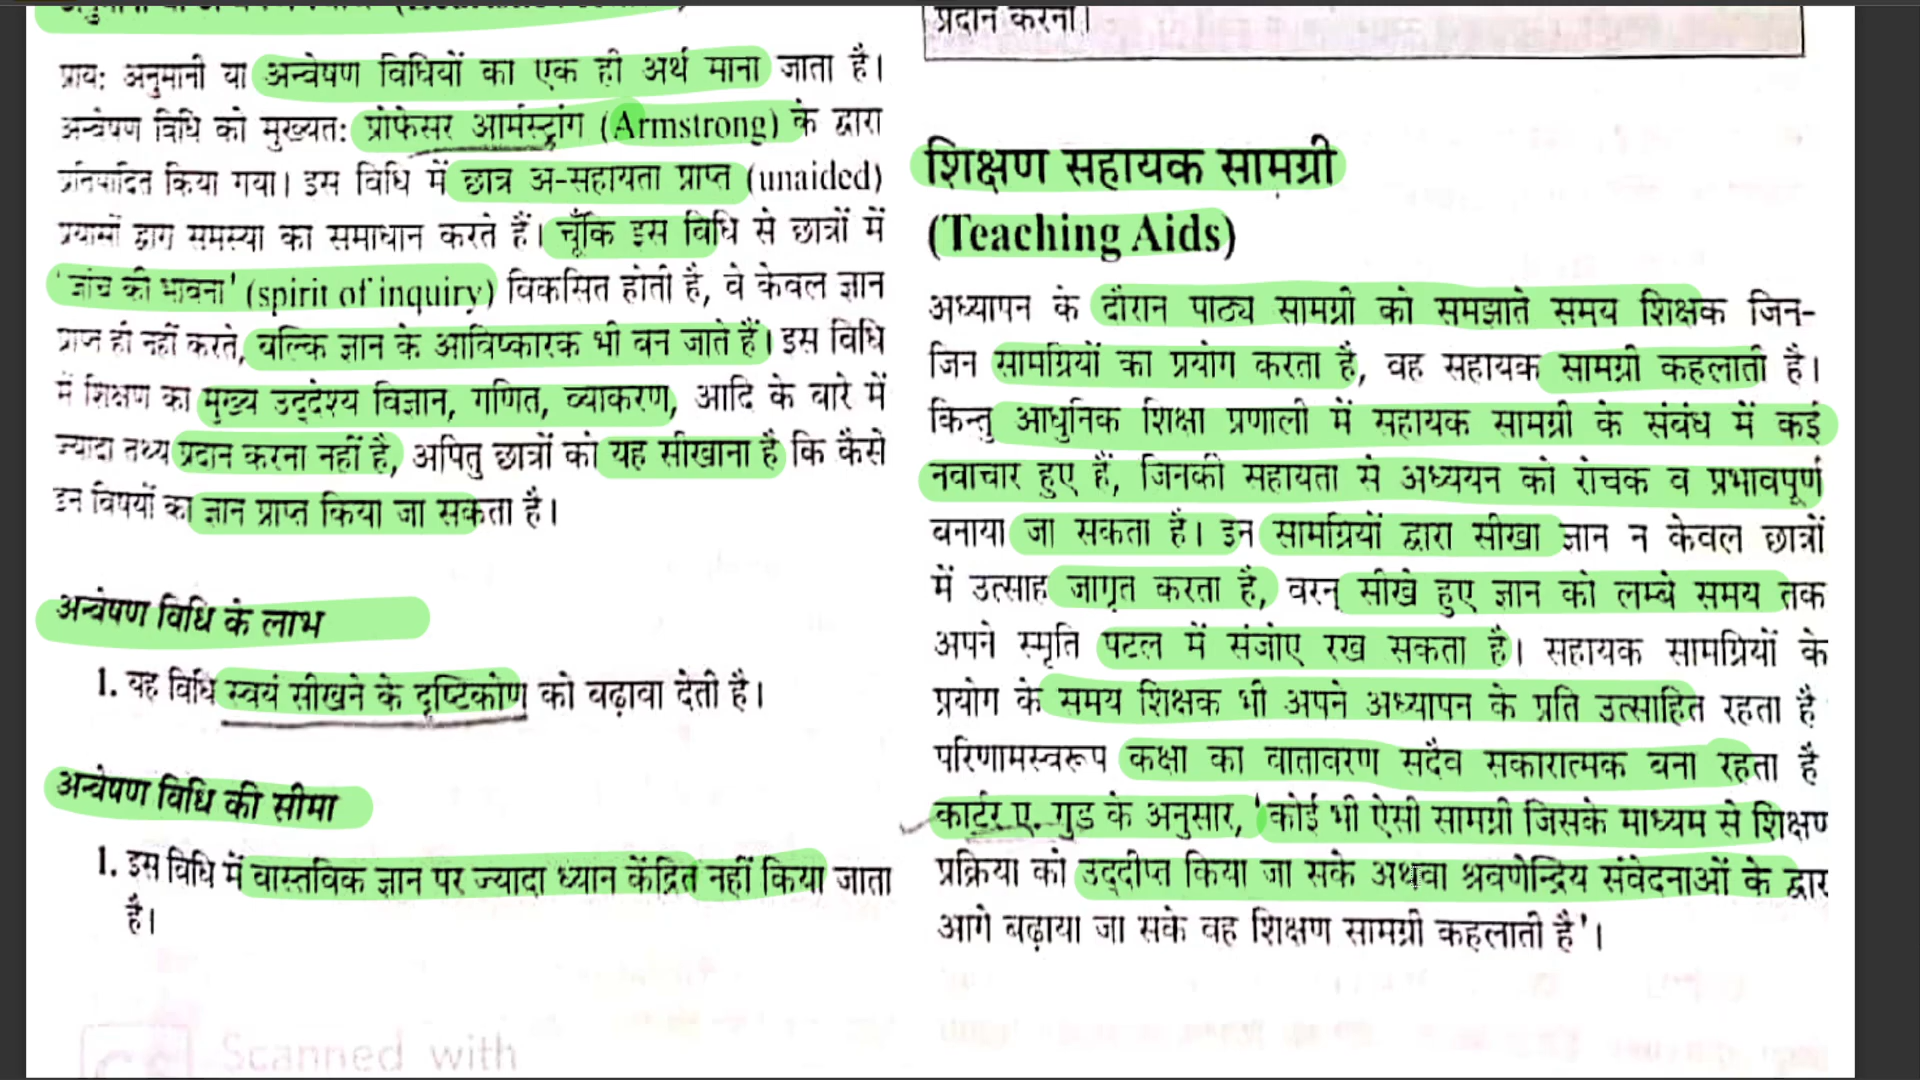 प्राय: अनुमानी या अन्वेषण विधियों का एक ही अर्थ माना जाता है।
अन्वेषण विधि को मुख्यत: प्रोफेसर आर्मस्ट्रांग (Armstrong) के द्वारा
प्रतिपादित किया गया। इस विधि में छात्र अ-सहायता प्राप्त (unaided)
प्रयासों द्वारा समस्या का समाधान करते हैं। चूँकि इस विधि से छात्रों में
'जांच की भावना' (spirit of inquiry) विकसित होती है, वे केवल ज्ञान
प्राप्त ही नहीं करते, बल्कि ज्ञान के आविष्कारक भी बन जाते हैं। इस विधि
में शिक्षण का मुख्य उद्देश्य विज्ञान, गणित, व्याकरण, आदि के बारे में
ज्यादा तथ्य प्रदान करना नहीं है, अपितु छात्रों को यह सीखाना है कि कैसे
इन विषयों का ज्ञान प्राप्त किया जा सकता है।
अन्वेषण विधि के लाभ
1. यह विधि स्वयं सीखने के दृष्टिकोण को बढ़ावा देती है।
अन्वेषण विधि की सीमा
1. इस विधि में वास्तविक ज्ञान पर ज्यादा ध्यान केंद्रित नहीं किया जाता
है।
Scanned with
प्रदान करना।
शिक्षण सहायक सामग्री
(Teaching Aids)
अध्यापन के दौरान पाठ्य सामग्री को समझाते समय शिक्षक जिन-
जिन सामग्रियों का प्रयोग करता है, वह सहायक सामग्री कहलाती है।
किन्तु आधुनिक शिक्षा प्रणाली में सहायक सामग्री के संबंध में कई
नवाचार हुए हैं, जिनकी सहायता से अध्ययन को रोचक व प्रभावपूर्ण
बनाया जा सकता है। इन सामग्रियों द्वारा सीखा ज्ञान न केवल छात्रों
में उत्साह जागृत करता है, वरन् सीखे हुए ज्ञान को लम्बे समय तक
अपने स्मृति पटल में संजोए रख सकता है। सहायक सामग्रियों के
प्रयोग के समय शिक्षक भी अपने अध्यापन के प्रति उत्साहित रहता है
परिणामस्वरूप कक्षा का वातावरण सदैव सकारात्मक बना रहता है
कार्टर ए. गुड के अनुसार, 'कोई भी ऐसी सामग्री जिसके माध्यम से शिक्षण
प्रक्रिया को उद्दीप्त किया जा सके अथवा श्रवणेन्द्रिय संवेदनाओं के द्वार
आगे बढ़ाया जा सके वह शिक्षण सामग्री कहलाती है'।